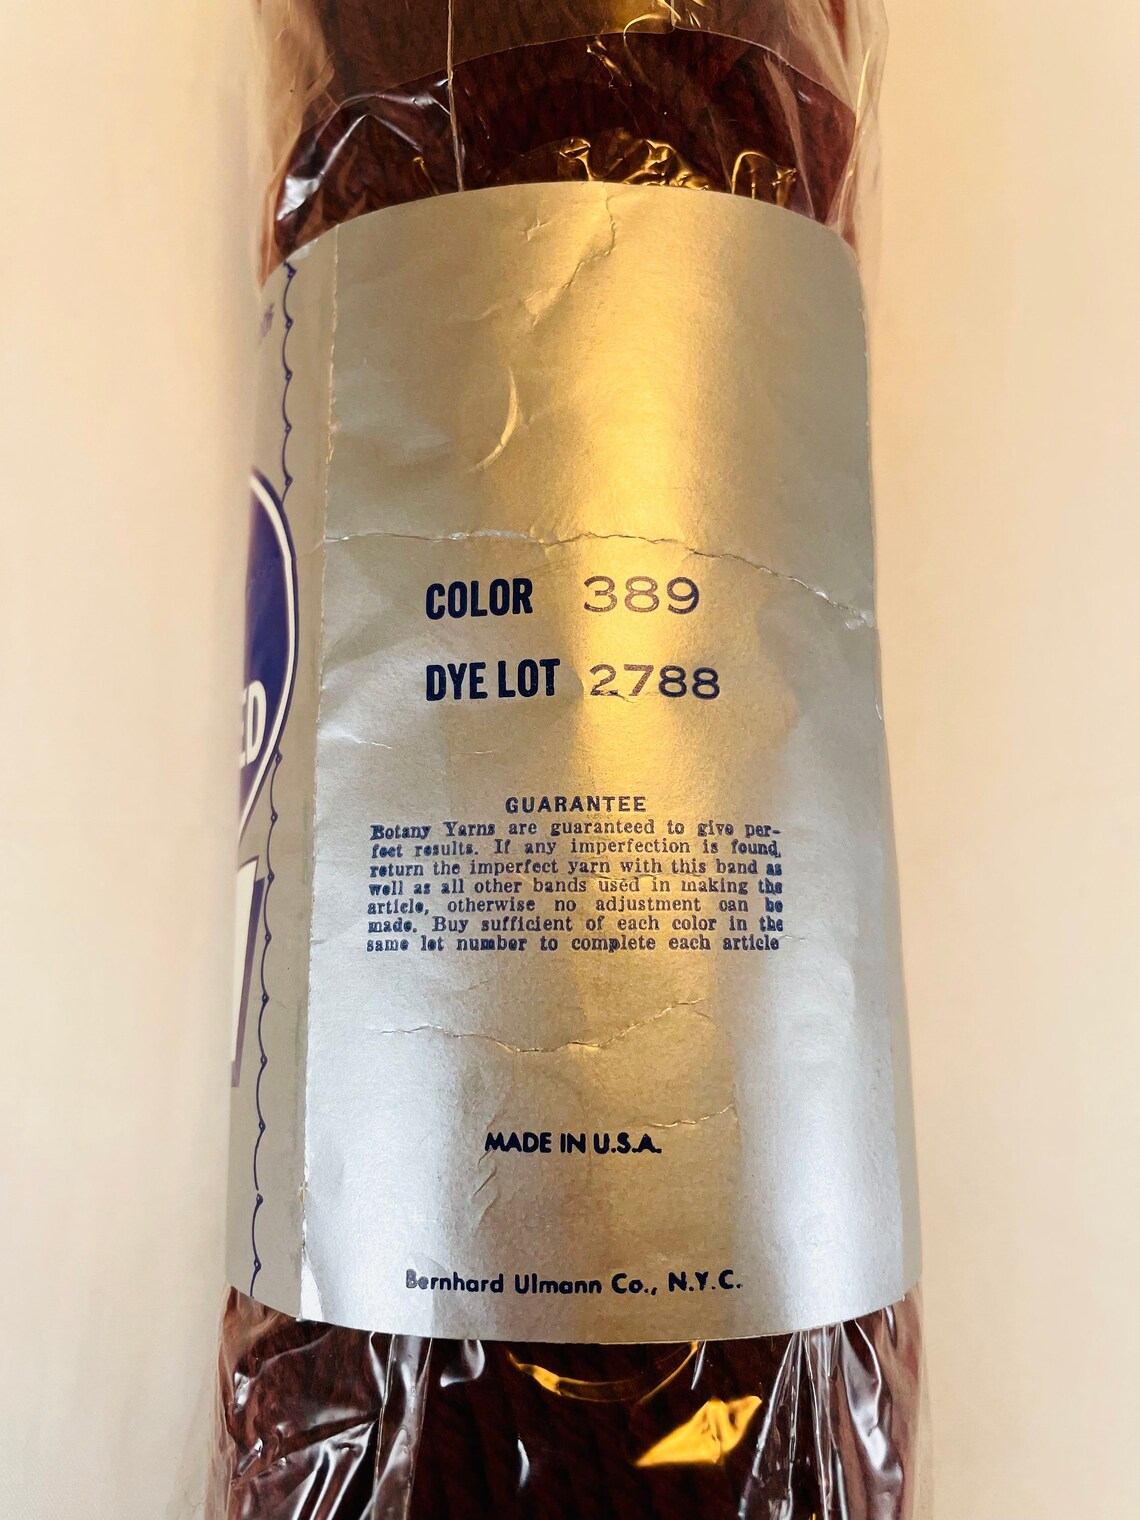 COLOR 389
DYE LOT 2788
GUARANTEE
Botany Yarns are guaranteed to give per-
fect results. If any imperfection is found,
return the imperfect yarn with this band as
well as all other bands used in making the
article, otherwise no adjustment can be
made. Buy sufficient of each color in the
same lot number to complete each article
MADE IN U.S.A.
Bernhard Ulmann Co., N.Y.C.
ED